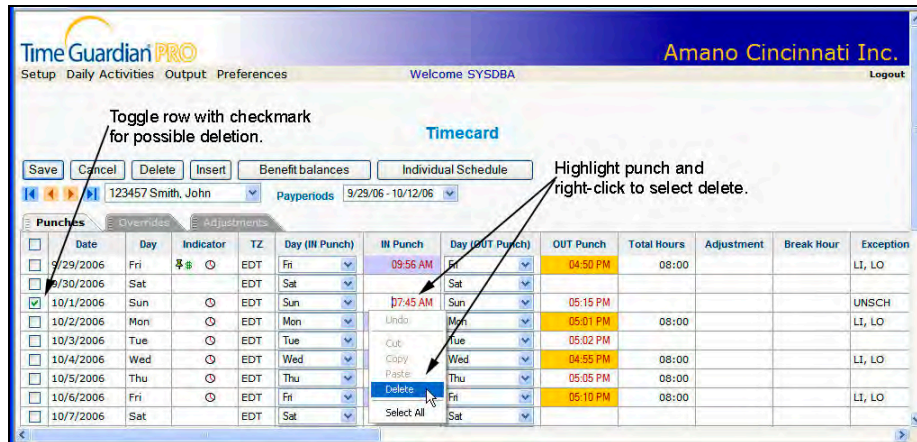 Time Guardian PRO
Amano Cincinnati Inc.
Setup Daily Activities Output Preferences Welcome SYSDBA Logout
Toggle row with checkmark
for possible deletion.
Timecard
Save Cancel Delete Insert Benefit balances Individual Schedule
Highlight punch and
right-click to select delete.
123457 Smith, John Payperiods 9/29/06 - 10/12/06
Punches Overrides Adjustments
Date Day Indicator TZ Day (IN Punch) IN Punch Day (OUT Punch) OUT Punch Total Hours Adjustment Break Hour Exception
9/29/2006 Fri $ EDT Fri 09:56 AM Fri 04:50 PM 08:00 LI, LO
9/30/2006 Sat EDT Sat Sat
10/1/2006 Sun EDT Sun 07:45 AM Sun 05:15 PM UNSCH
10/2/2006 Mon EDT Mon Mon 05:01 PM 08:00 LI, LO
10/3/2006 Tue EDT Tue Tue 05:02 PM
10/4/2006 Wed EDT Wed Wed 04:55 PM 08:00 LI, LO
10/5/2006 Thu EDT Thu Thu 05:05 PM 08:00
10/6/2006 Fri EDT Fri Fri 05:10 PM 08:00 LI, LO
10/7/2006 Sat EDT Sat Sat
Undo
Cut
Copy
Paste
Delete
Select All